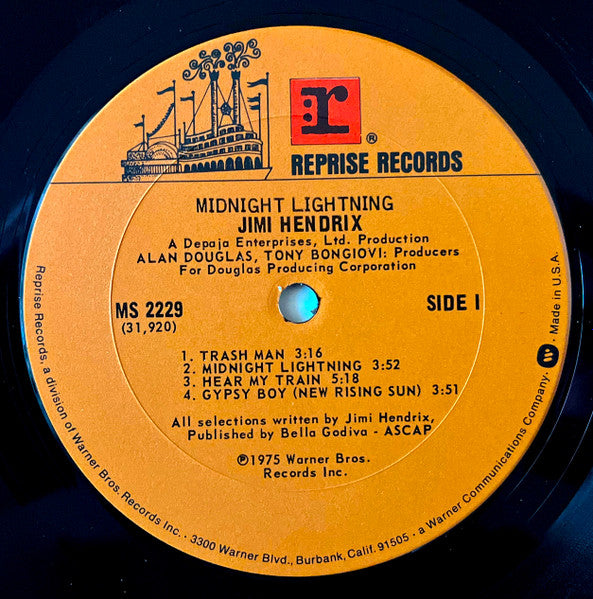 r
®
REPRISE RECORDS
MIDNIGHT LIGHTNING
JIMI HENDRIX
A Depaja Enterprises, Ltd. Production
ALAN DOUGLAS, TONY BONGIOVI: Producers
For Douglas Producing Corporation
MS 2229
(31,920)
SIDE I
1. TRASH MAN 3:16
2. MIDNIGHT LIGHTNING 3:52
3. HEAR MY TRAIN 5:18
4. GYPSY BOY (NEW RISING SUN) 3:51
All selections written by Jimi Hendrix,
Published by Bella Godiva - ASCAP
℗1975 Warner Bros.
Records Inc.
Reprise Records, a division of Warner Bros. Records Inc. · 3300 Warner Blvd., Burbank, Calif. 91505 · a Warner Communications Company. · Made in U.S.A.